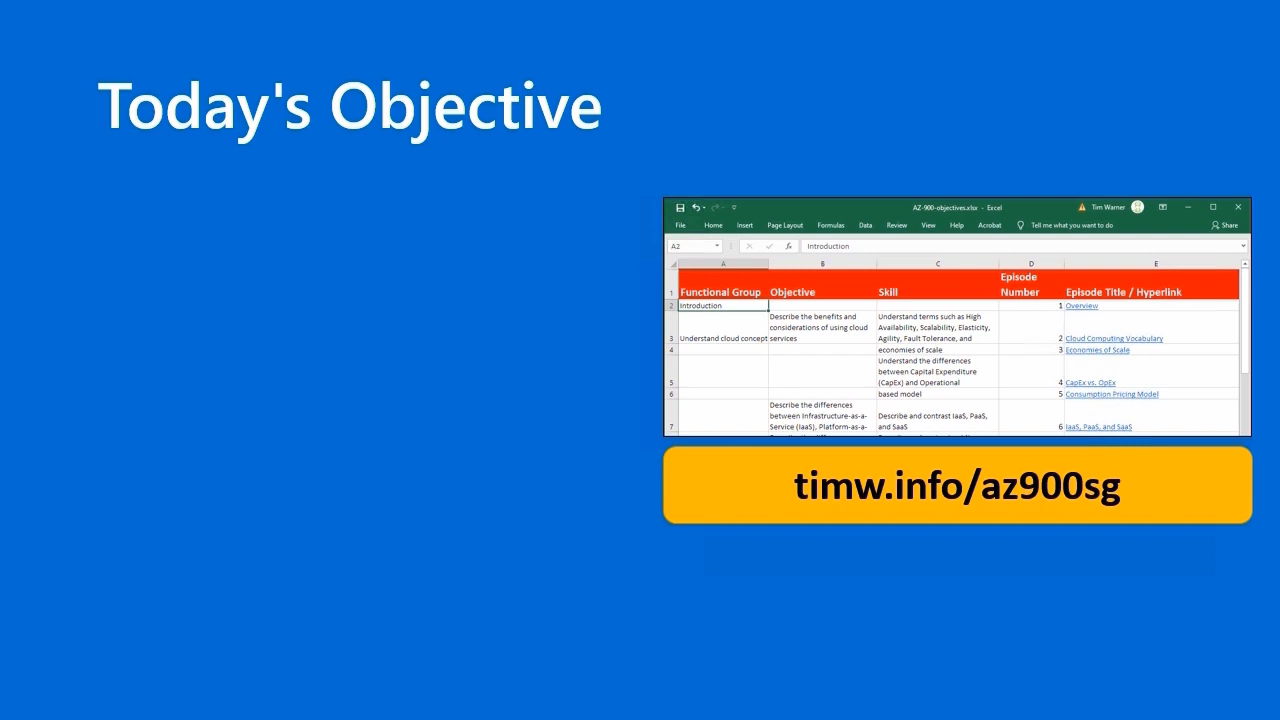 Today's Objective
AZ-900-objectives.xlsx - Excel
Tim Warner
File Home Insert Page Layout Formulas Data Review View Help Acrobat Tell me what you want to do Share
A2 fx Introduction
A B C D E
1 Functional Group Objective Skill Episode Number Episode Title / Hyperlink
2 Introduction 1 Overview
3 Understand cloud concept Describe the benefits and considerations of using cloud services Understand terms such as High Availability, Scalability, Elasticity, Agility, Fault Tolerance, and 2 Cloud Computing Vocabulary
4 economies of scale 3 Economies of Scale
5 Understand the differences between Capital Expenditure (CapEx) and Operational 4 CapEx vs. OpEx
6 based model 5 Consumption Pricing Model
7 Describe the differences between Infrastructure-as-a-Service (IaaS), Platform-as-a- Describe and contrast IaaS, PaaS, and SaaS 6 IaaS, PaaS, and SaaS
timw.info/az900sg